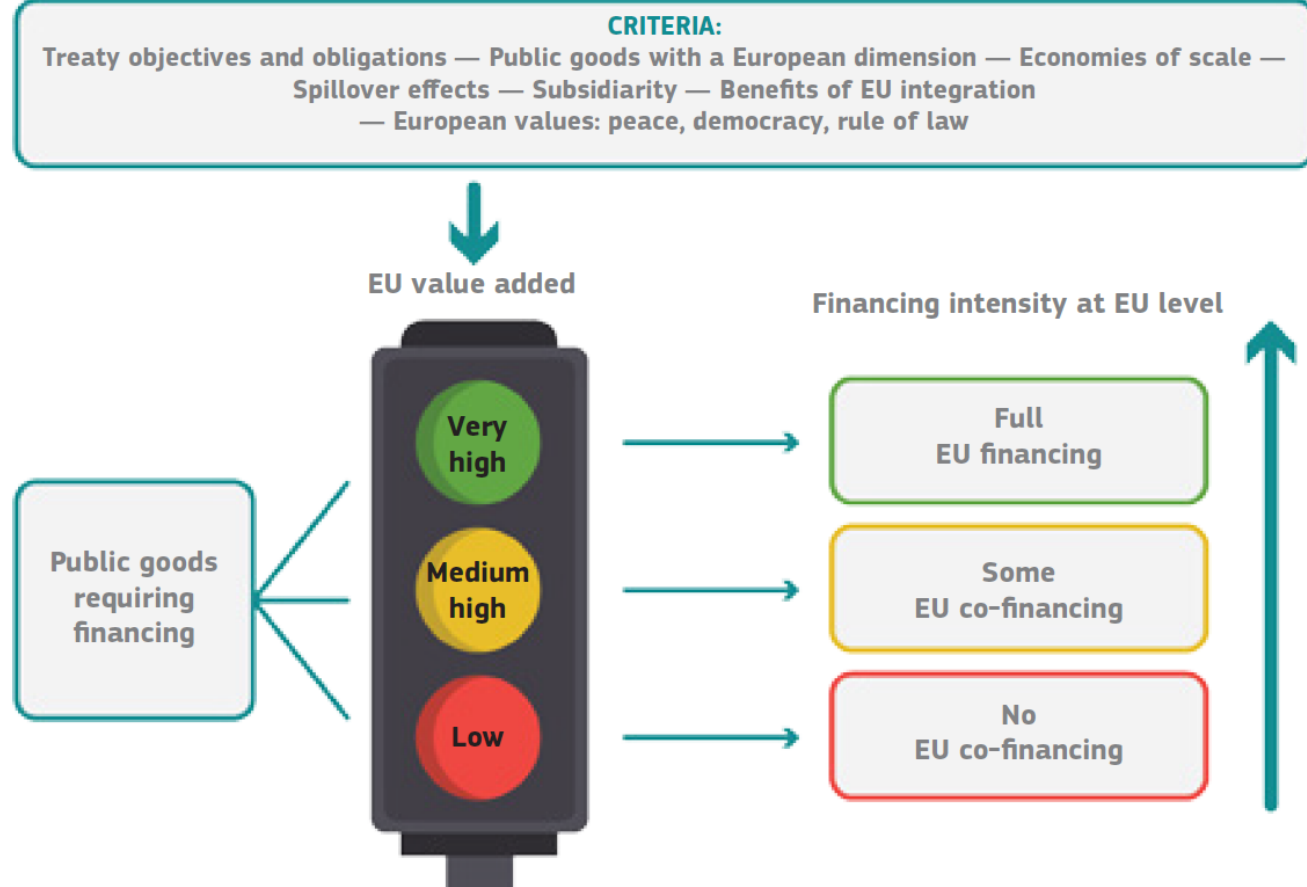 CRITERIA:
Treaty objectives and obligations — Public goods with a European dimension — Economies of scale —
Spillover effects — Subsidiarity — Benefits of EU integration
— European values: peace, democracy, rule of law
EU value added
Financing intensity at EU level
Very
high
Full
EU financing
Public goods
requiring
financing
Medium
high
Some
EU co-financing
Low
No
EU co-financing